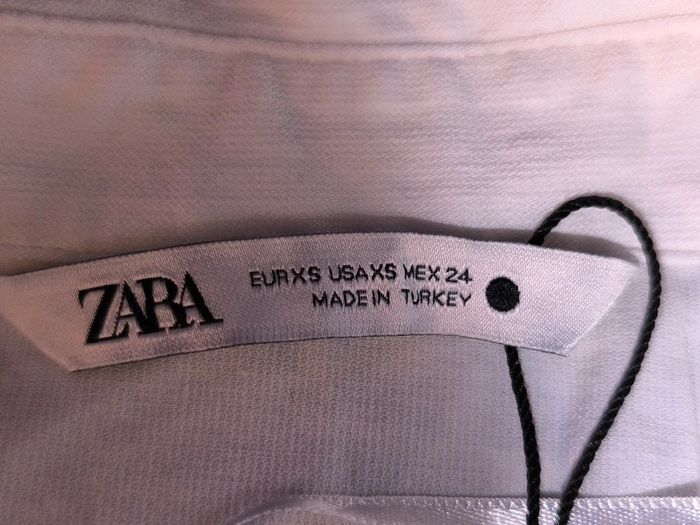 ZARA
EUR XS USA XS MEX 24
MADE IN TURKEY